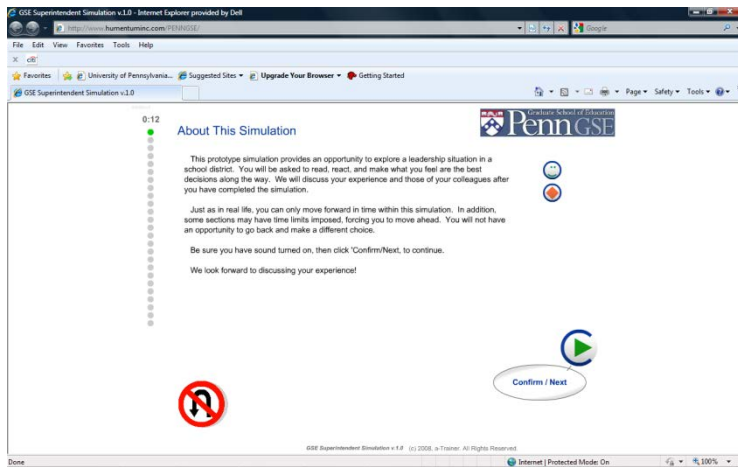 GSE Superintendent Simulation v.1.0 - Internet Explorer provided by Dell
http://www.humentuminc.com/PENNGSE/
Google
File Edit View Favorites Tools Help
x
Favorites University of Pennsylvania... Suggested Sites Upgrade Your Browser Getting Started
GSE Superintendent Simulation v.1.0
Page Safety Tools
0:12
About This Simulation
Graduate School of Education
Penn GSE
This prototype simulation provides an opportunity to explore a leadership situation in a
school district. You will be asked to read, react, and make what you feel are the best
decisions along the way. We will discuss your experience and those of your colleagues after
you have completed the simulation.
Just as in real life, you can only move forward in time within this simulation. In addition,
some sections may have time limits imposed, forcing you to move ahead. You will not have
an opportunity to go back and make a different choice.
Be sure you have sound turned on, then click 'Confirm/Next, to continue.
We look forward to discussing your experience!
Confirm / Next
GSE Superintendent Simulation v.1.0 (c) 2008, a-Trainer. All Rights Reserved.
Done
Internet | Protected Mode: On
100%